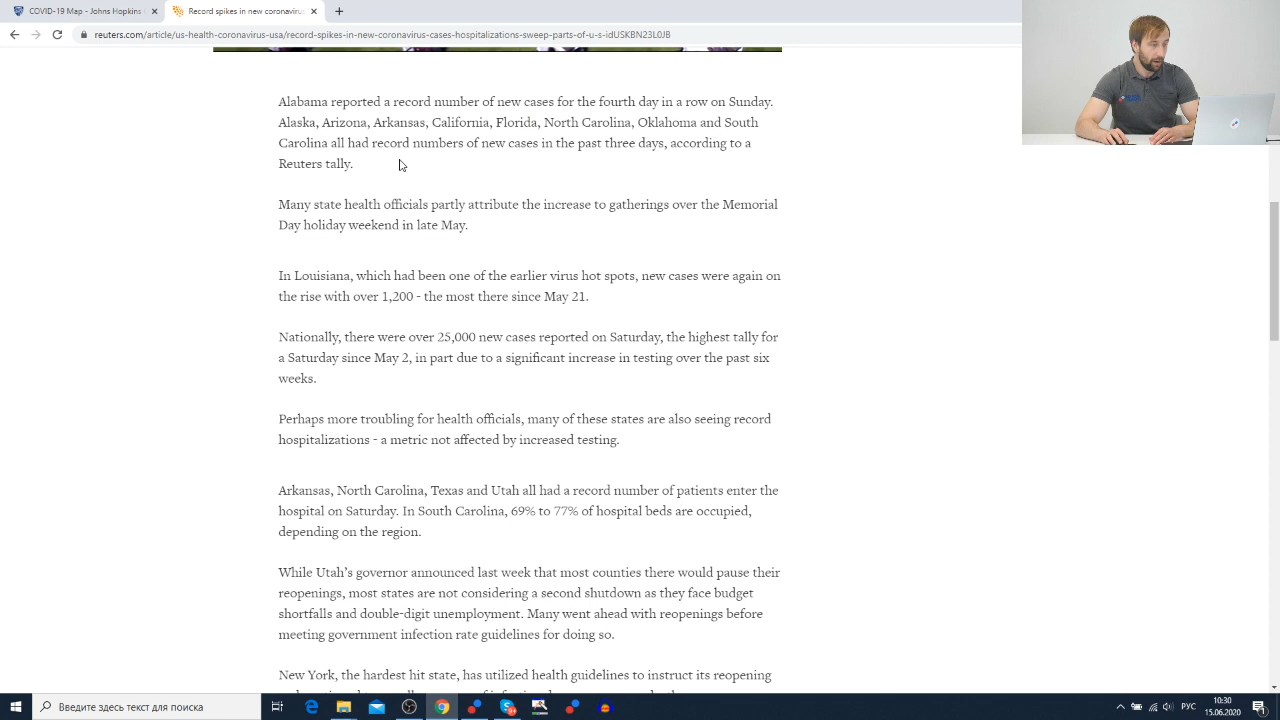 COVID-19 Map - Johns Hopkins
Record spikes in new coronavirus
reuters.com/article/us-health-coronavirus-usa/record-spikes-in-new-coronavirus-cases-hospitalizations-sweep-parts-of-u-s-idUSKBN23L0JB
Alabama reported a record number of new cases for the fourth day in a row on Sunday.
Alaska, Arizona, Arkansas, California, Florida, North Carolina, Oklahoma and South
Carolina all had record numbers of new cases in the past three days, according to a
Reuters tally.
Many state health officials partly attribute the increase to gatherings over the Memorial
Day holiday weekend in late May.
In Louisiana, which had been one of the earlier virus hot spots, new cases were again on
the rise with over 1,200 - the most there since May 21.
Nationally, there were over 25,000 new cases reported on Saturday, the highest tally for
a Saturday since May 2, in part due to a significant increase in testing over the past six
weeks.
Perhaps more troubling for health officials, many of these states are also seeing record
hospitalizations - a metric not affected by increased testing.
Arkansas, North Carolina, Texas and Utah all had a record number of patients enter the
hospital on Saturday. In South Carolina, 69% to 77% of hospital beds are occupied,
depending on the region.
While Utah's governor announced last week that most counties there would pause their
reopenings, most states are not considering a second shutdown as they face budget
shortfalls and double-digit unemployment. Many went ahead with reopenings before
meeting government infection rate guidelines for doing so.
New York, the hardest hit state, has utilized health guidelines to instruct its reopening
Введите здесь текст для поиска
РУС
10:30
15.06.2020